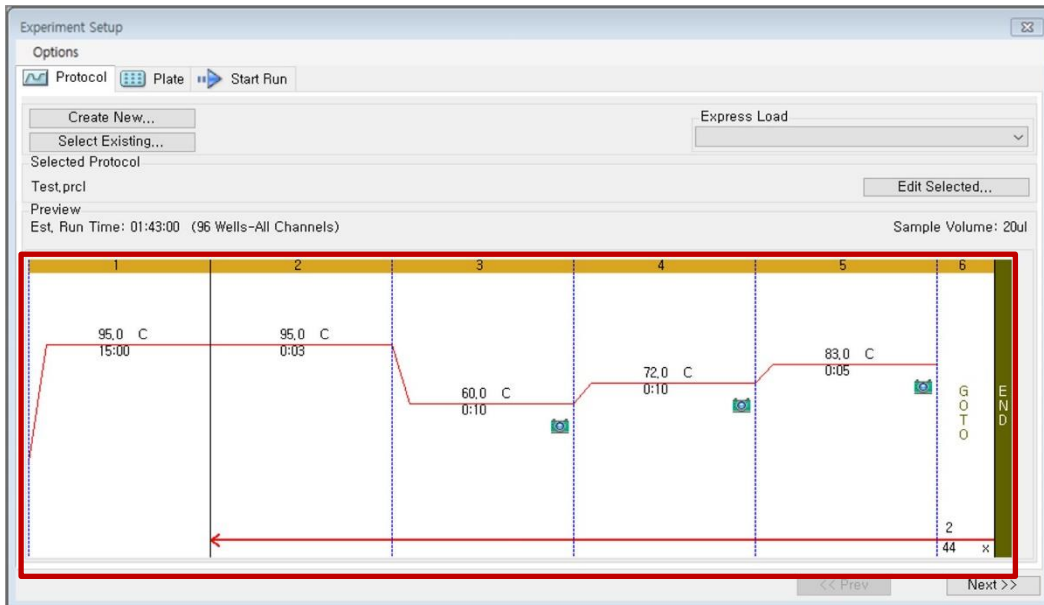 Experiment Setup
Options
Protocol Plate Start Run
Create New...
Express Load
Select Existing...
Selected Protocol
Test.prcl
Edit Selected...
Preview
Est. Run Time: 01:43:00 (96 Wells-All Channels)
Sample Volume: 20ul
1 2 3 4 5 6
95.0 C
15:00
95.0 C
0:03
60.0 C
0:10
72.0 C
0:10
83.0 C
0:05
GOTO
END
2
44 x
<< Prev
Next >>